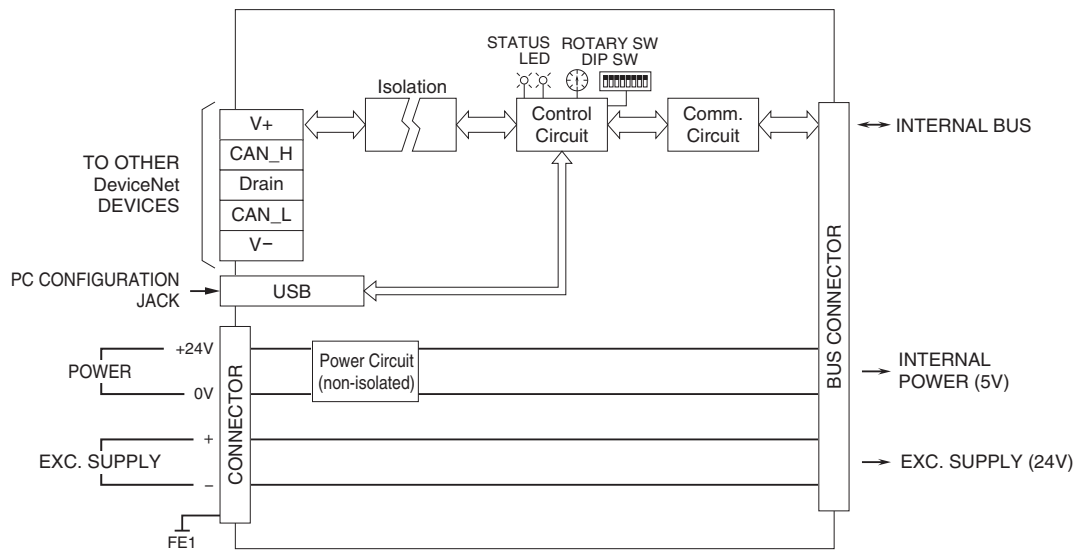 STATUS
LED
ROTARY SW
DIP SW
Isolation
Control
Circuit
Comm.
Circuit
V+
CAN_H
Drain
CAN_L
V−
TO OTHER
DeviceNet
DEVICES
INTERNAL BUS
PC CONFIGURATION
JACK
USB
BUS CONNECTOR
CONNECTOR
+24V
POWER
0V
Power Circuit
(non-isolated)
INTERNAL
POWER (5V)
+
EXC. SUPPLY
−
EXC. SUPPLY (24V)
FE1